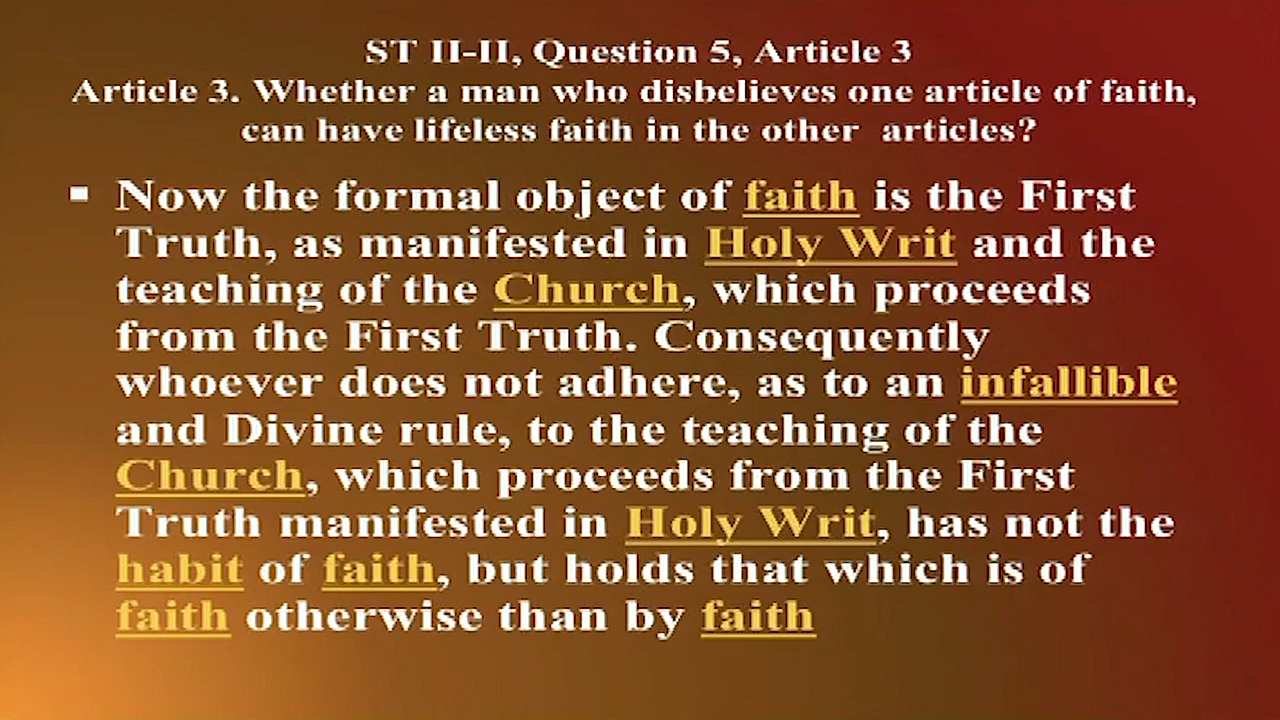 ST II-II, Question 5, Article 3
Article 3. Whether a man who disbelieves one article of faith,
can have lifeless faith in the other articles?
▪ Now the formal object of faith is the First
Truth, as manifested in Holy Writ and the
teaching of the Church, which proceeds
from the First Truth. Consequently
whoever does not adhere, as to an infallible
and Divine rule, to the teaching of the
Church, which proceeds from the First
Truth manifested in Holy Writ, has not the
habit of faith, but holds that which is of
faith otherwise than by faith